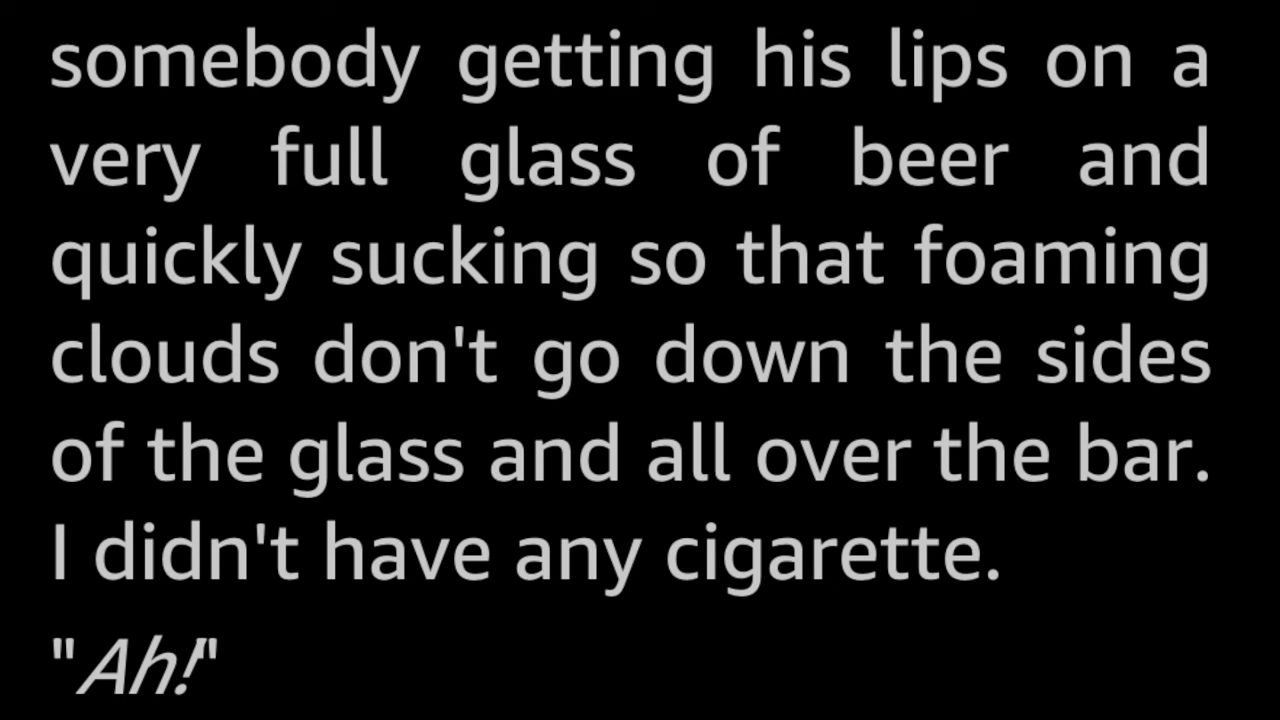 somebody getting his lips on a
very full glass of beer and
quickly sucking so that foaming
clouds don't go down the sides
of the glass and all over the bar.
I didn't have any cigarette.
"Ah!"